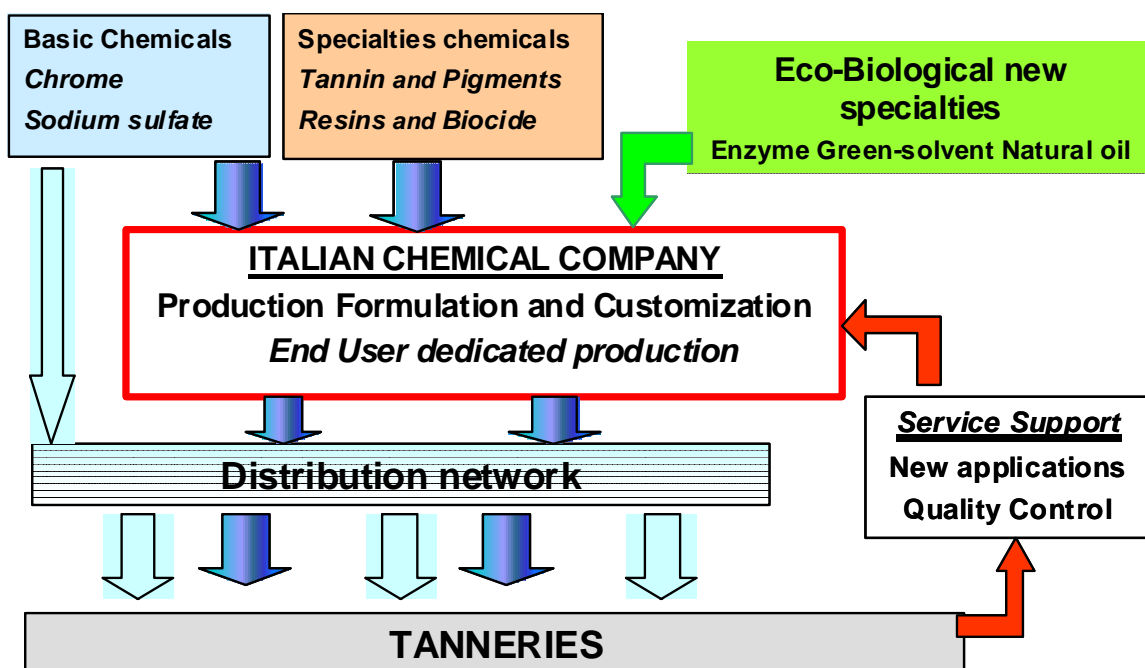 Basic Chemicals
Chrome
Sodium sulfate
Specialties chemicals
Tannin and Pigments
Resins and Biocide
Eco-Biological new
specialties
Enzyme Green-solvent Natural oil
ITALIAN CHEMICAL COMPANY
Production Formulation and Customization
End User dedicated production
Service Support
New applications
Quality Control
Distribution network
TANNERIES